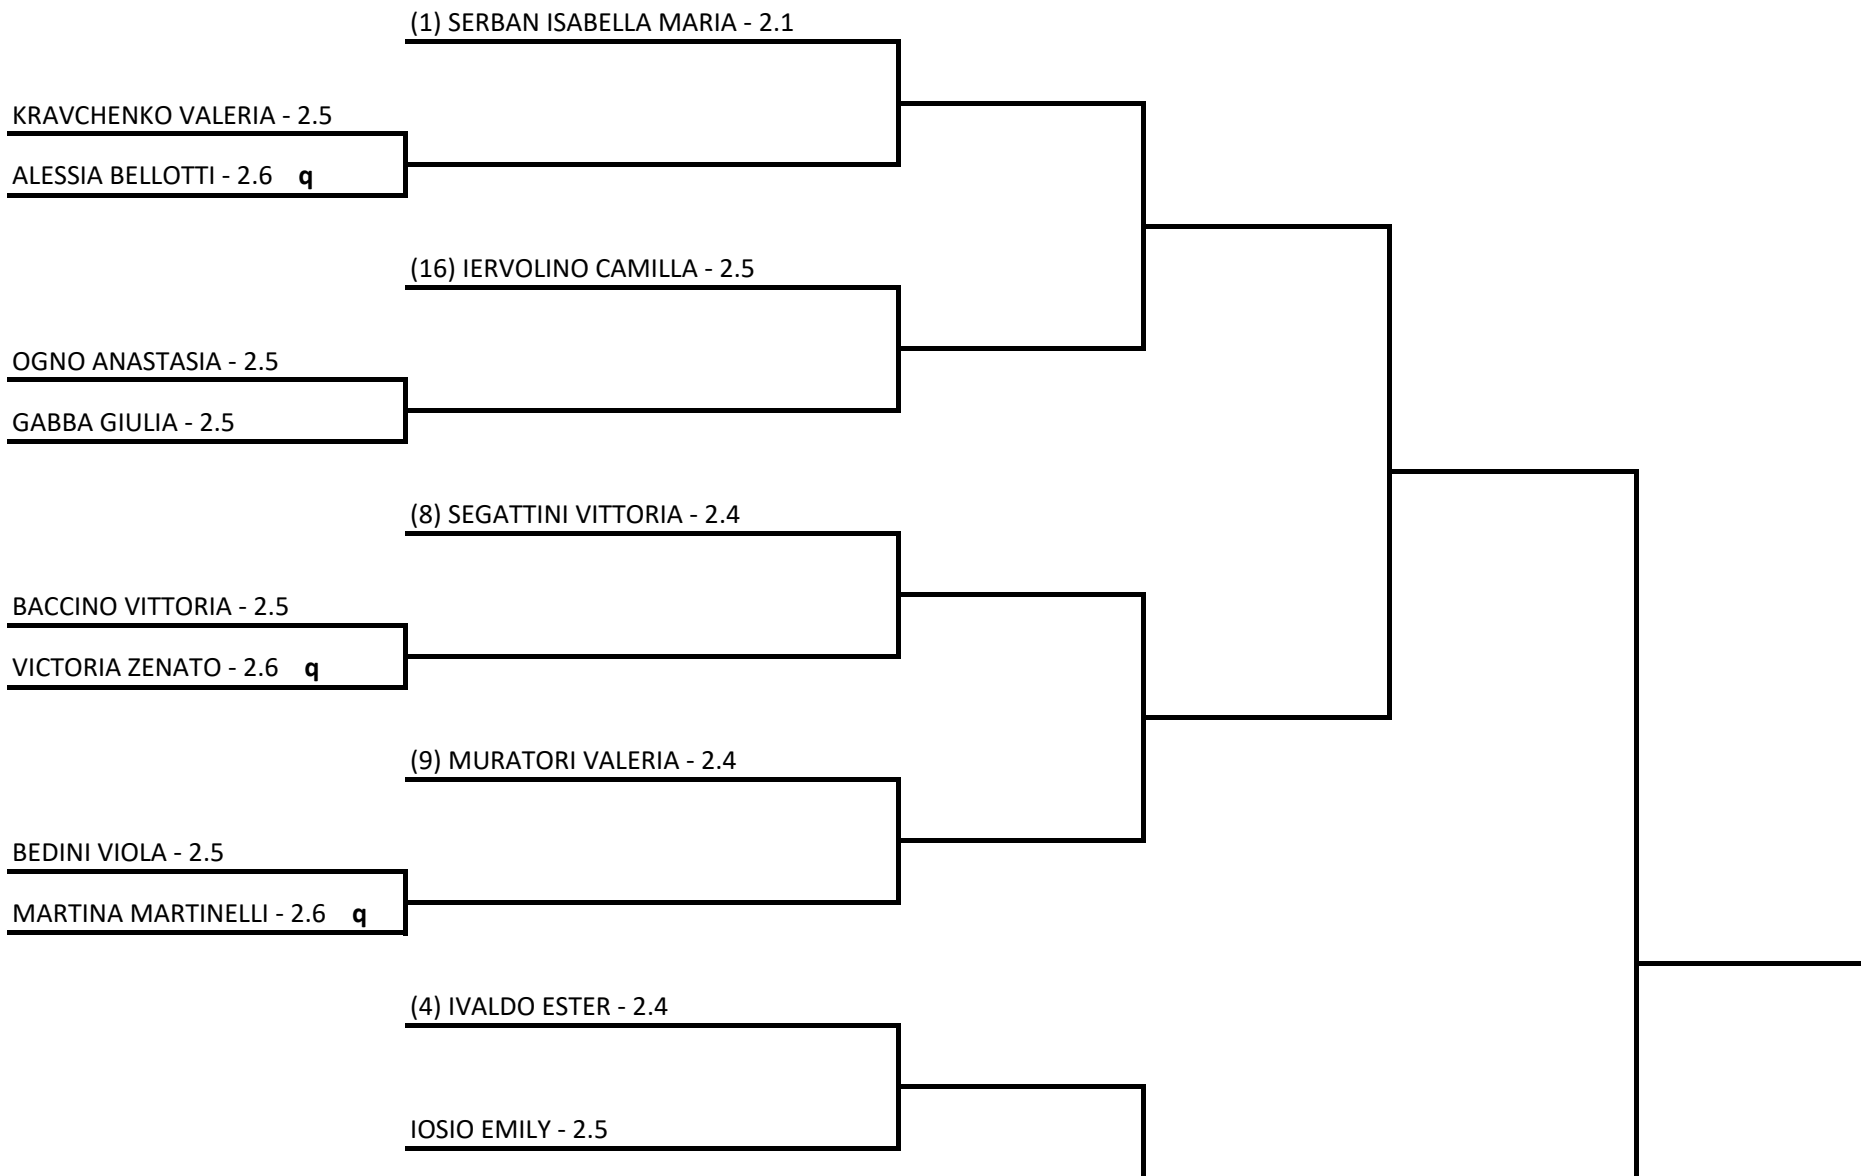 (1) SERBAN ISABELLA MARIA - 2.1
KRAVCHENKO VALERIA - 2.5
ALESSIA BELLOTTI - 2.6 q
(16) IERVOLINO CAMILLA - 2.5
OGNO ANASTASIA - 2.5
GABBA GIULIA - 2.5
(8) SEGATTINI VITTORIA - 2.4
BACCINO VITTORIA - 2.5
VICTORIA ZENATO - 2.6 q
(9) MURATORI VALERIA - 2.4
BEDINI VIOLA - 2.5
MARTINA MARTINELLI - 2.6 q
(4) IVALDO ESTER - 2.4
IOSIO EMILY - 2.5